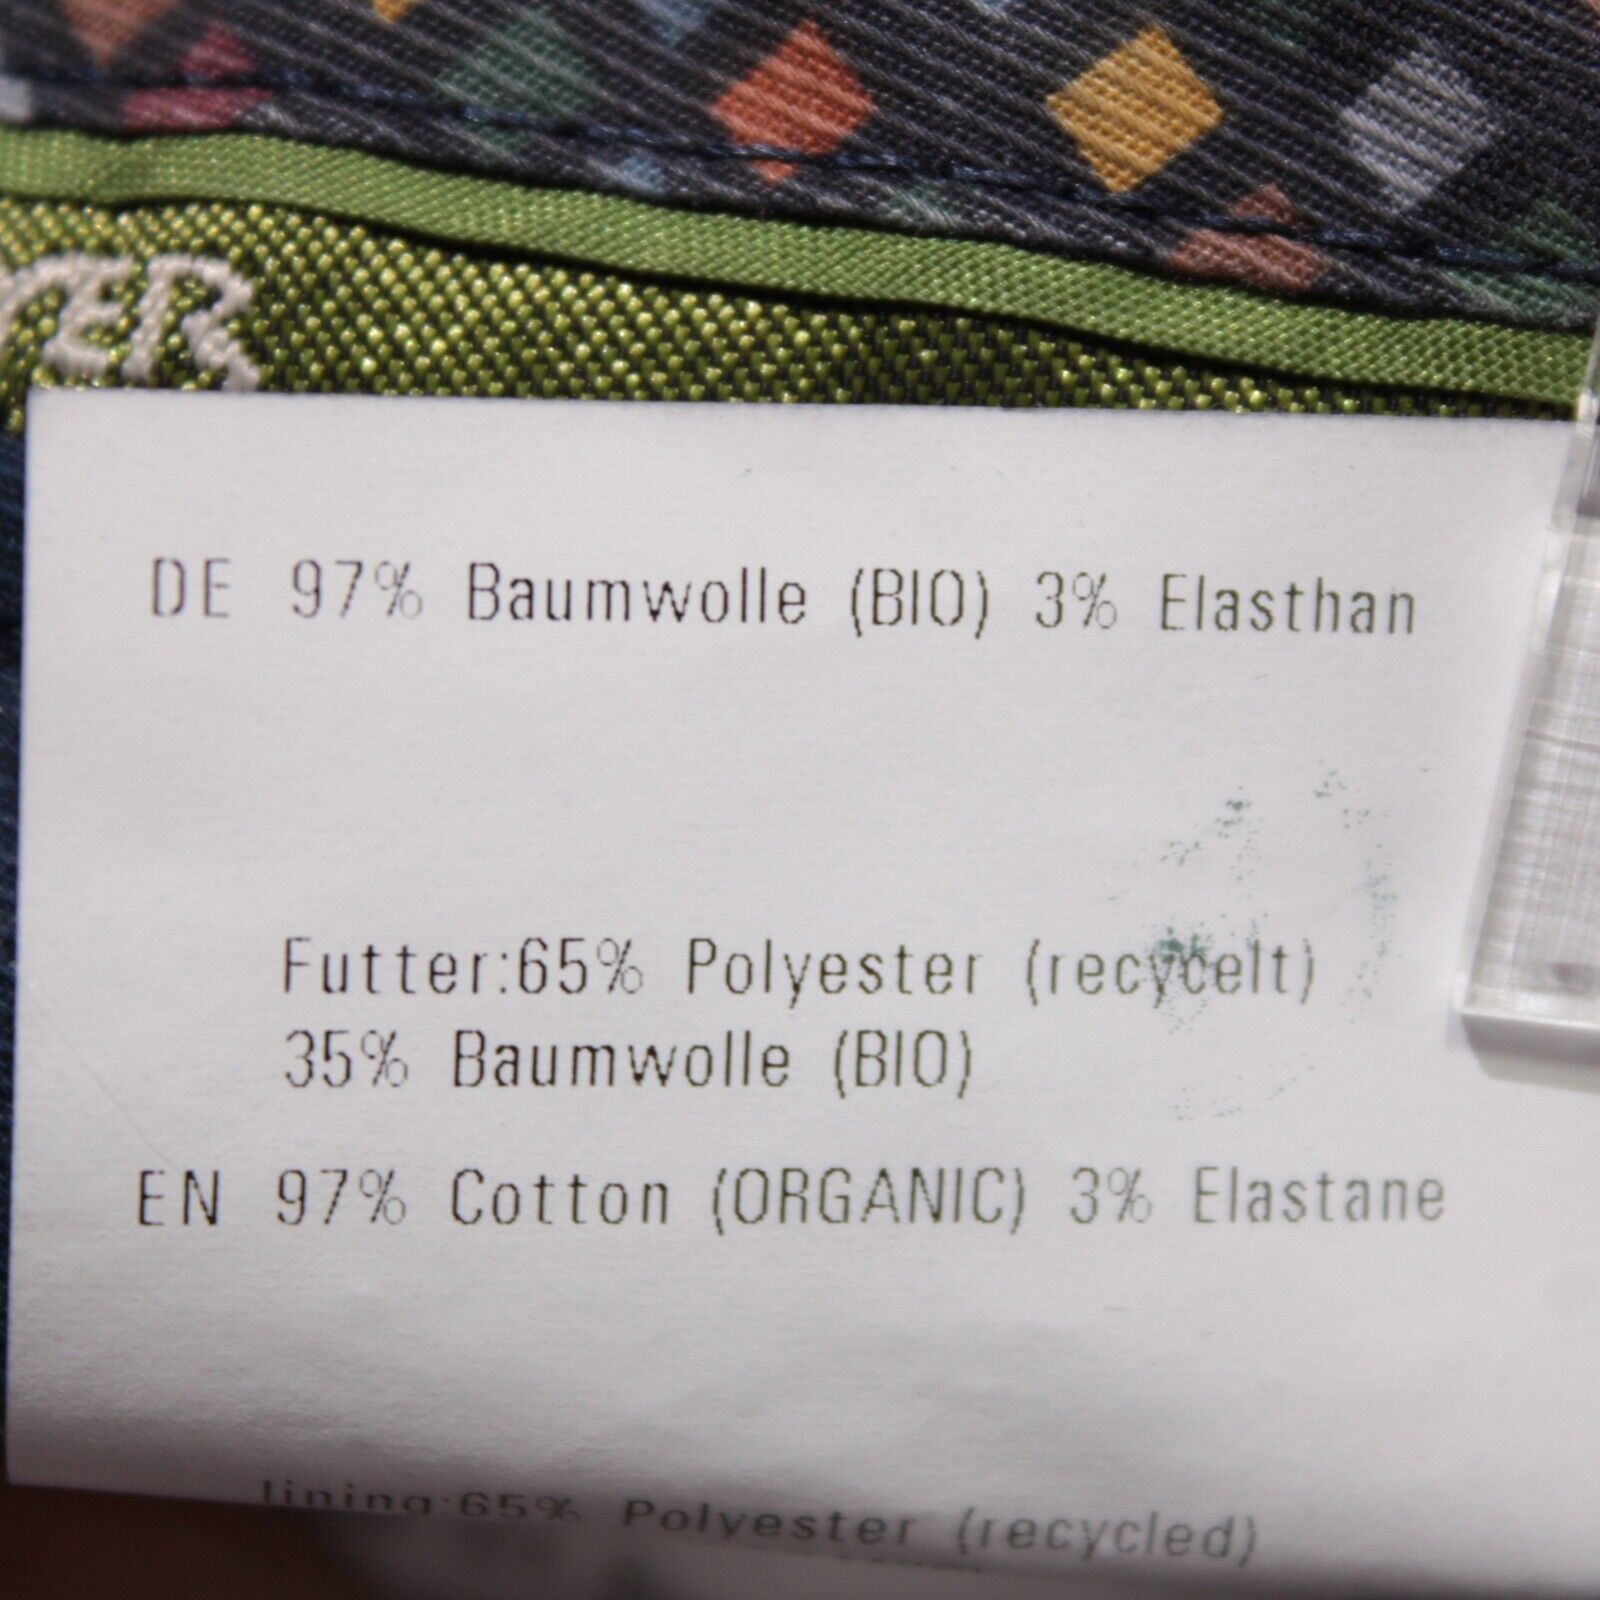 DE 97% Baumwolle (BIO) 3% Elasthan
Futter:65% Polyester (recycelt)
35% Baumwolle (BIO)
EN 97% Cotton (ORGANIC) 3% Elastane
lining:65% Polyester (recycled)